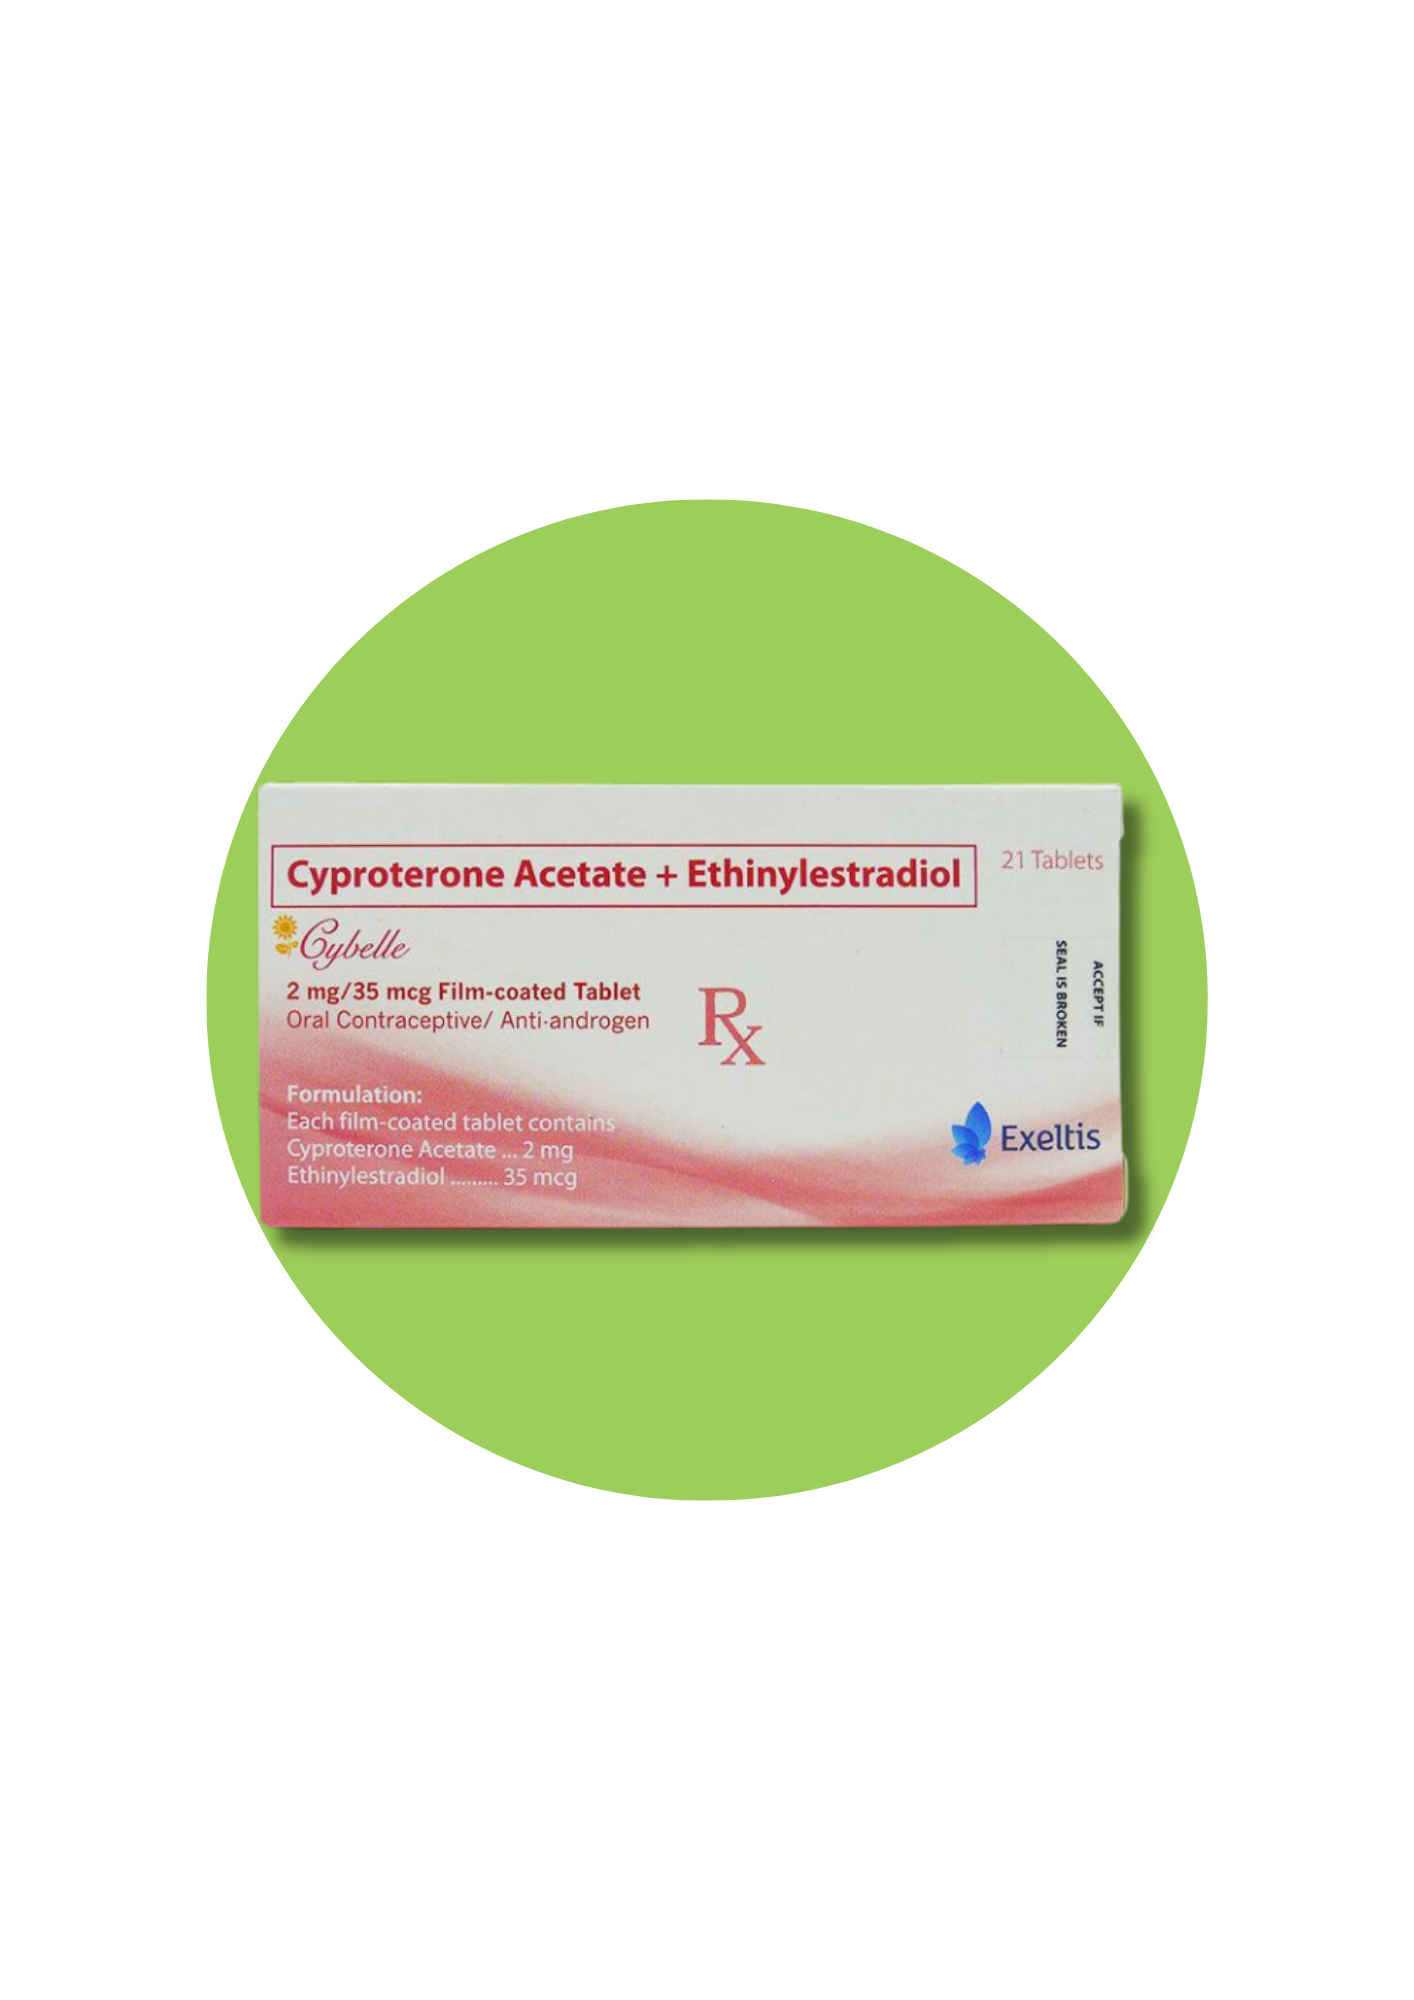 Cyproterone Acetate + Ethinylestradiol
21 Tablets
Cybelle
2 mg/35 mcg Film-coated Tablet
Oral Contraceptive/ Anti-androgen
Rx
ACCEPT IF
SEAL IS BROKEN
Formulation:
Each film-coated tablet contains
Cyproterone Acetate ... 2 mg
Ethinylestradiol ......... 35 mcg
Exeltis